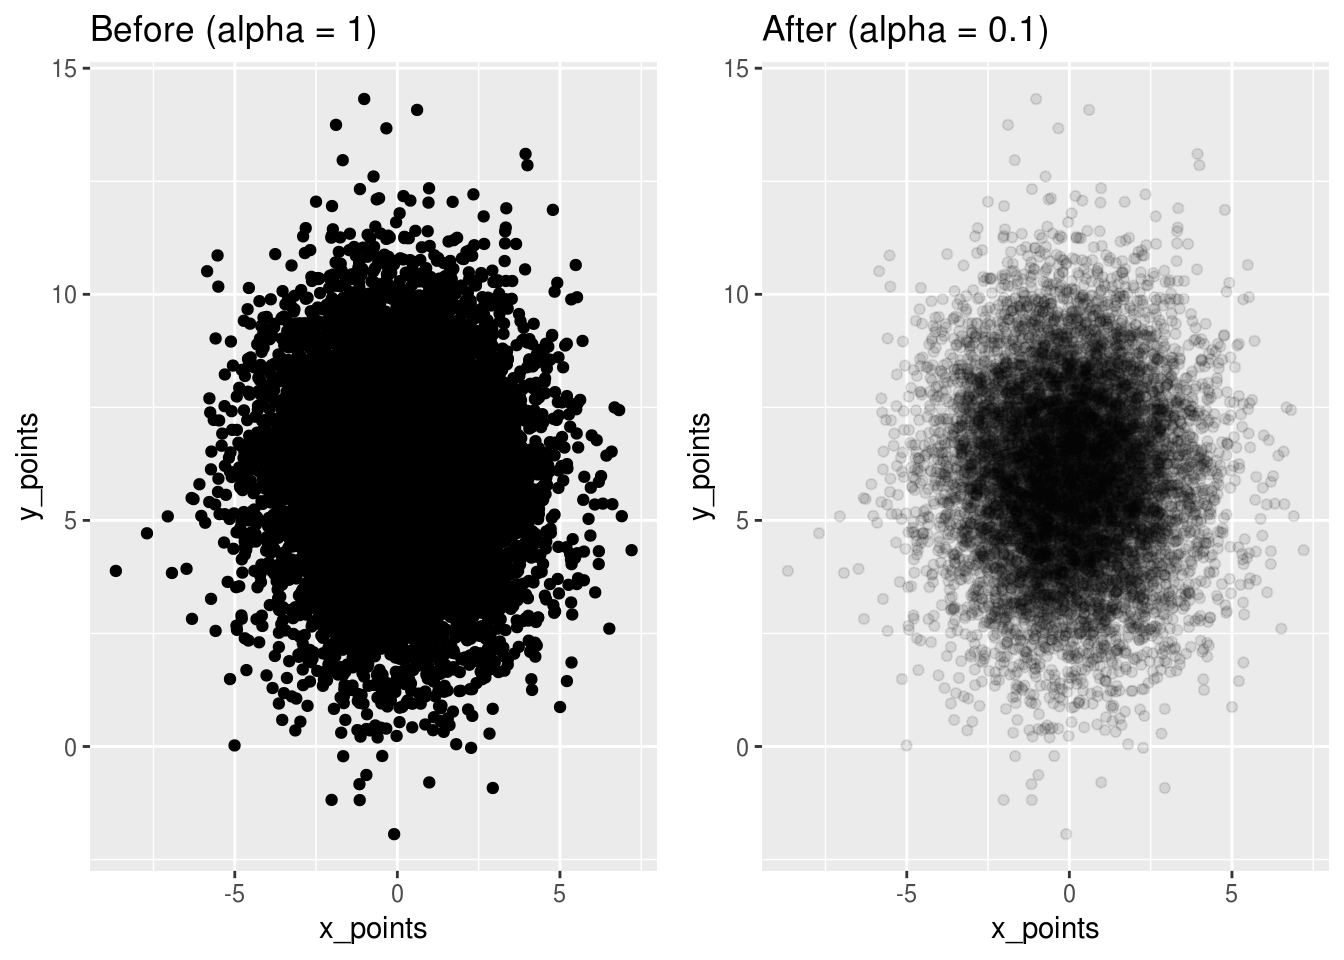 Before (alpha = 1)
15
10
5
0
y_points
-5
0
5
x_points
After (alpha = 0.1)
15
10
5
0
y_points
-5
0
5
x_points